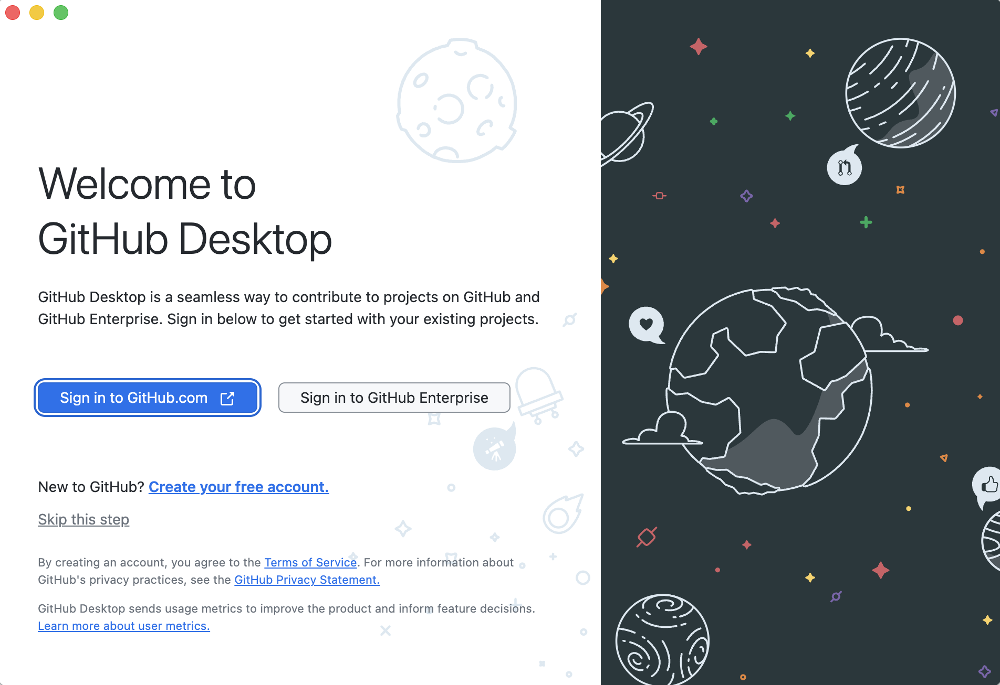 Welcome to
GitHub Desktop
GitHub Desktop is a seamless way to contribute to projects on GitHub and
GitHub Enterprise. Sign in below to get started with your existing projects.
Sign in to GitHub.com
Sign in to GitHub Enterprise
New to GitHub? Create your free account.
Skip this step
By creating an account, you agree to the Terms of Service. For more information about
GitHub's privacy practices, see the GitHub Privacy Statement.
GitHub Desktop sends usage metrics to improve the product and inform feature decisions.
Learn more about user metrics.